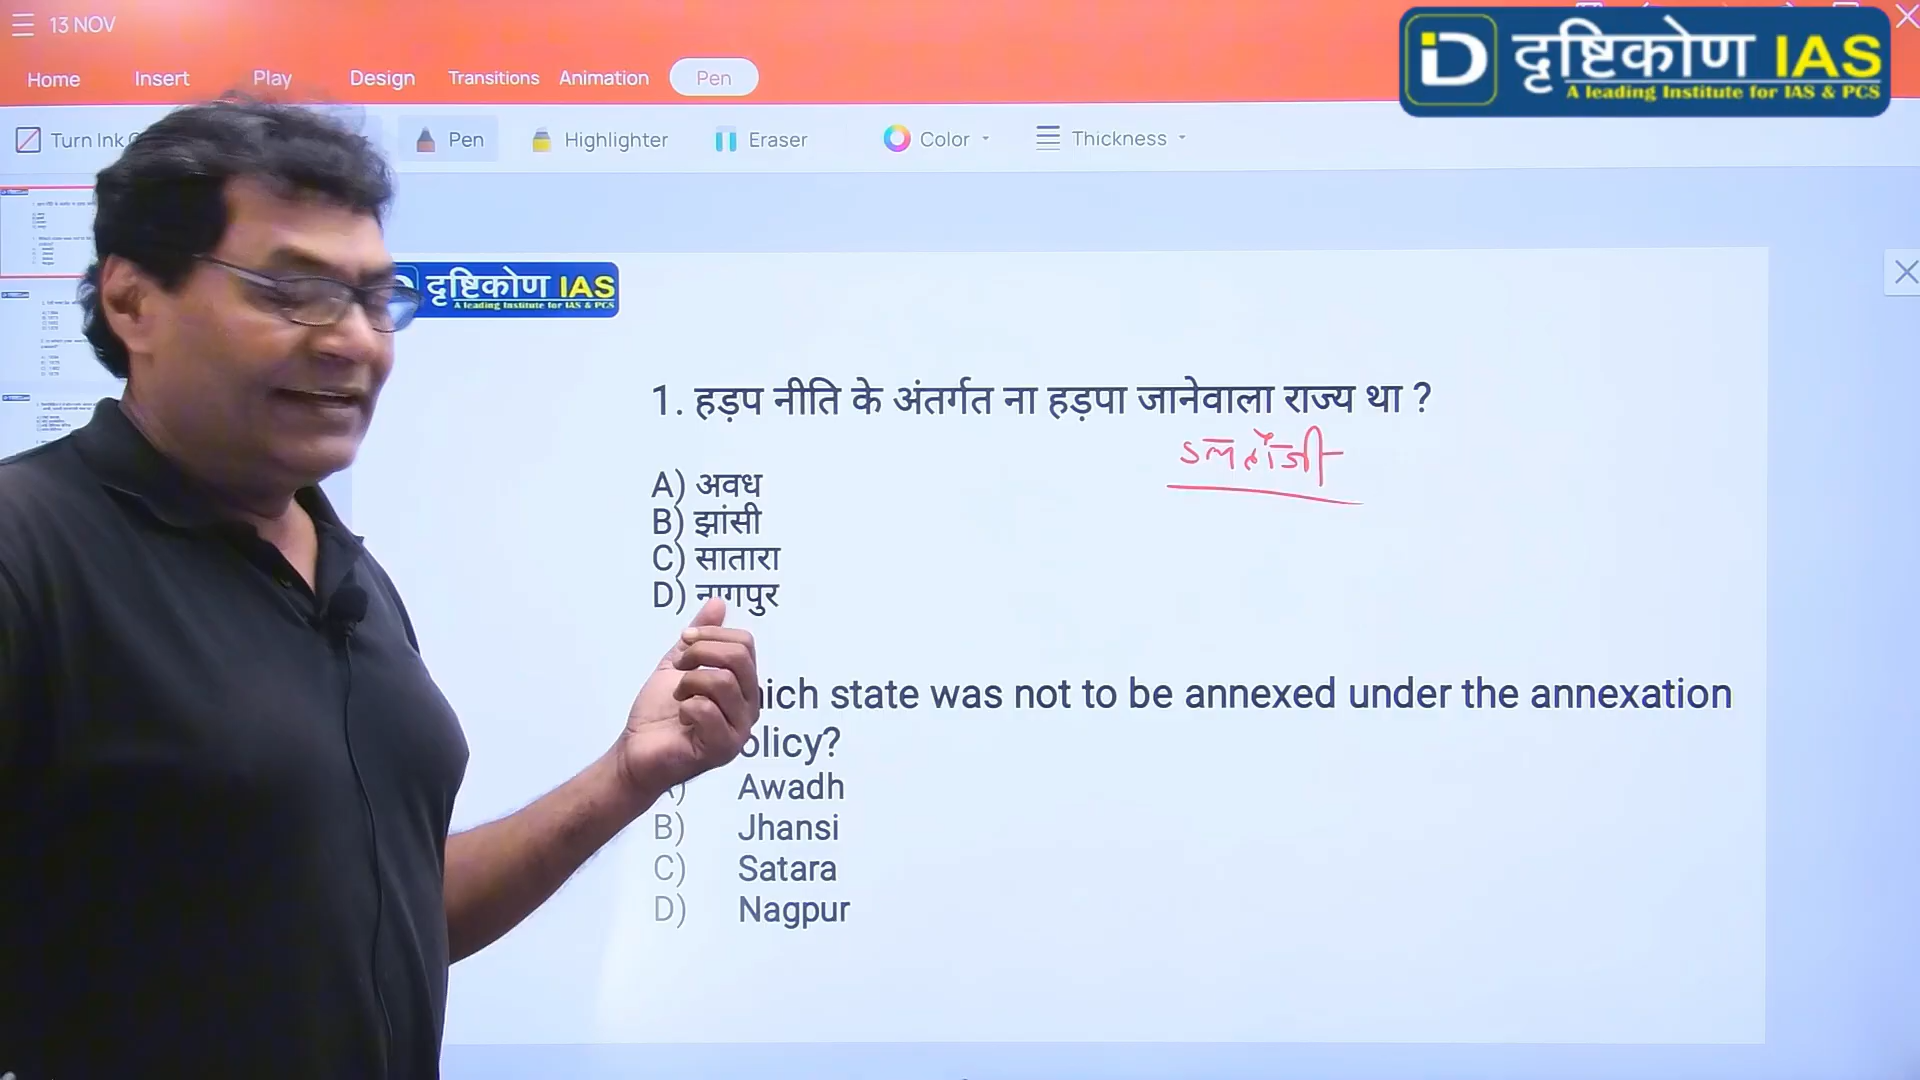 13 NOV
दृष्टिकोण IAS
A leading Institute for IAS & PCS
Home Insert Play Design Transitions Animation Pen
Turn Ink Pen Highlighter Eraser Color Thickness
दृष्टिकोण IAS
A leading Institute for IAS & PCS
1. हड़प नीति के अंतर्गत ना हड़पा जानेवाला राज्य था ?
डलहौजी
A) अवध
B) झांसी
C) सातारा
D) नागपुर
state was not to be annexed under the annexation
Awadh
B) Jhansi
C) Satara
D) Nagpur